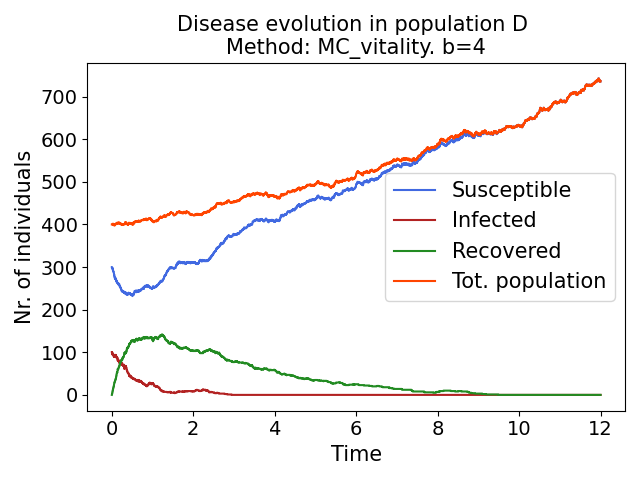 Disease evolution in population D
Method: MC_vitality. b=4
Nr. of individuals
700
600
500
400
300
200
100
0
Susceptible
Infected
Recovered
Tot. population
0 2 4 6 8 10 12
Time